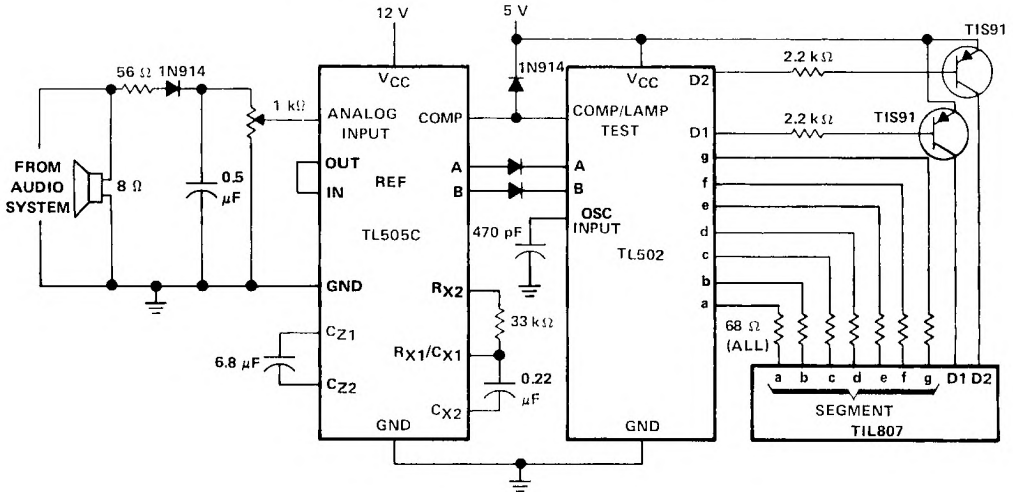 12 V
5 V
TIS91
56 Ω
1N914
VCC
1N914
VCC
D2
2.2 kΩ
1 kΩ
ANALOG
INPUT
COMP
COMP/LAMP
TEST
D1
2.2 kΩ
TIS91
FROM
AUDIO
SYSTEM
8 Ω
0.5
μF
OUT
IN
REF
A
B
A
B
g
f
e
d
c
b
a
OSC
INPUT
470 pF
TL505C
TL502
GND
RX2
33 kΩ
68 Ω
(ALL)
CZ1
6.8 μF
CZ2
RX1/CX1
0.22
μF
CX2
GND
GND
a b c d e f g D1 D2
SEGMENT
TIL807